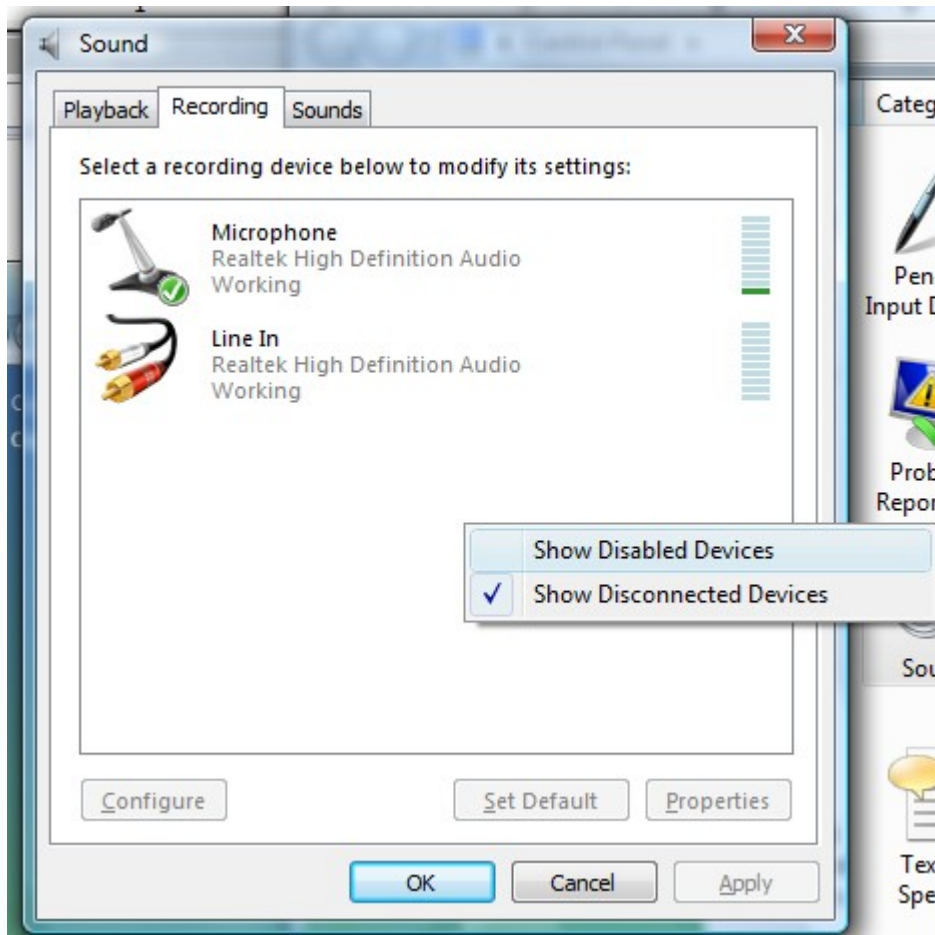 Sound
Playback
Recording
Sounds
Select a recording device below to modify its settings:
Microphone
Realtek High Definition Audio
Working
Line In
Realtek High Definition Audio
Working
Show Disabled Devices
Show Disconnected Devices
Configure
Set Default
Properties
OK
Cancel
Apply
Categ
Pen
Input D
Prob
Repor
Sou
Tex
Spe